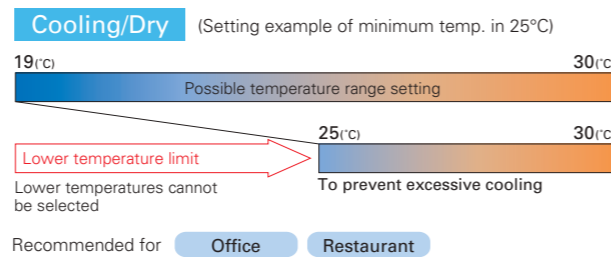 Cooling/Dry (Setting example of minimum temp. in 25°C)
19(°C) 30(°C)
Possible temperature range setting
25(°C) 30(°C)
Lower temperature limit
Lower temperatures cannot
be selected
To prevent excessive cooling
Recommended for Office Restaurant